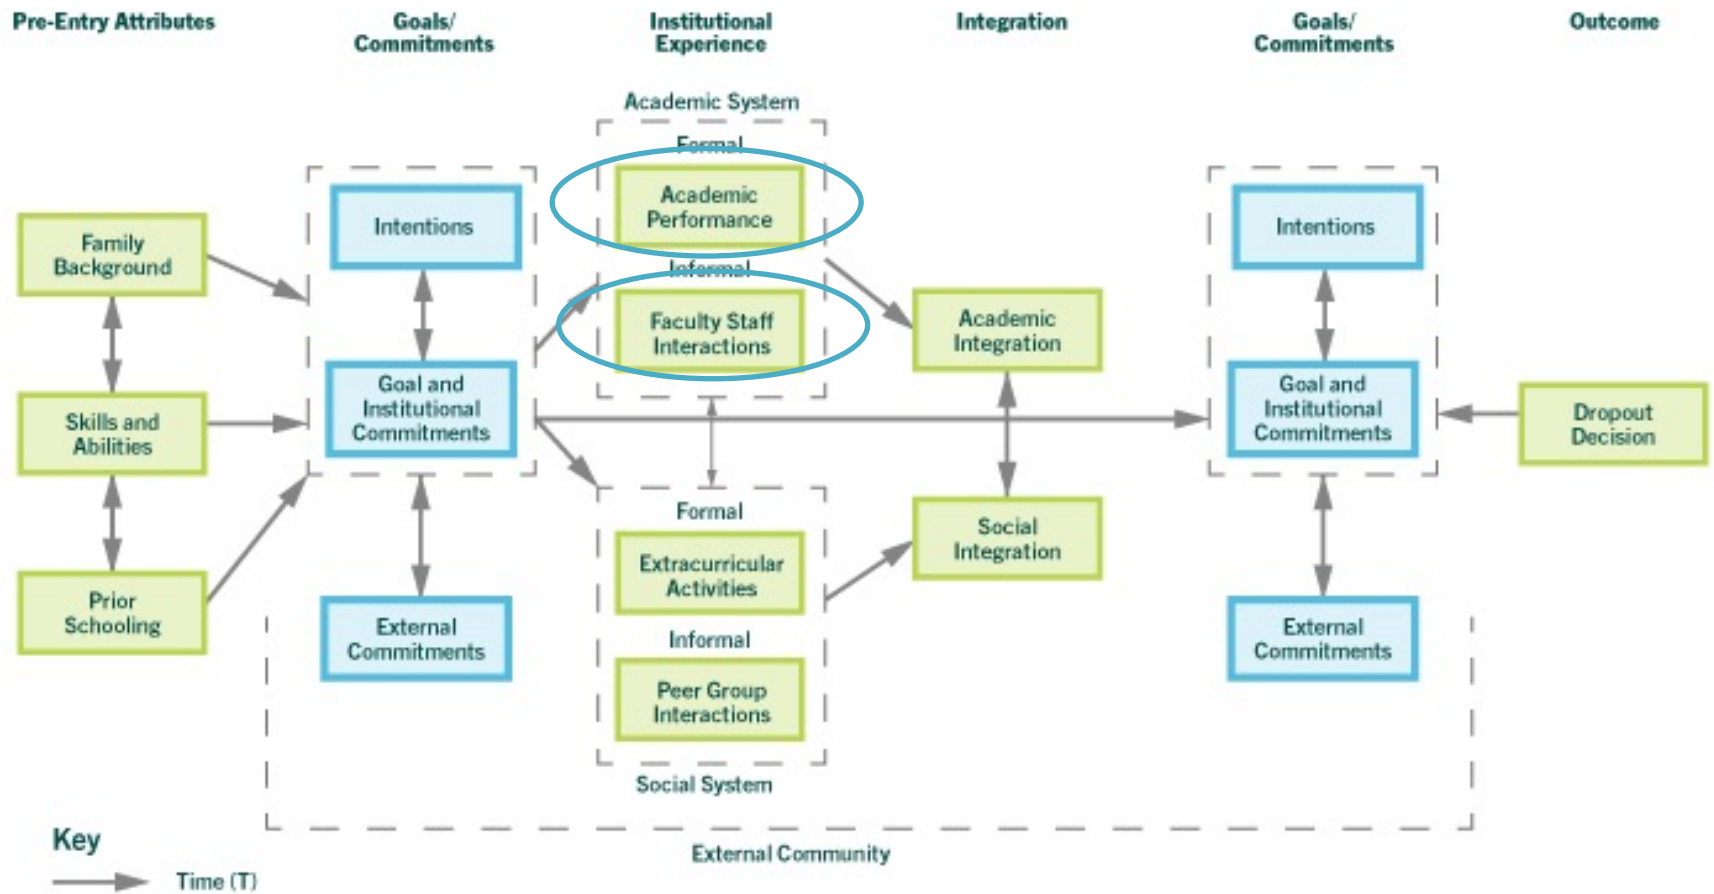 Pre-Entry Attributes
Goals/
Commitments
Institutional
Experience
Integration
Goals/
Commitments
Outcome
Family
Background
Skills and
Abilities
Prior
Schooling
Intentions
Goal and
Institutional
Commitments
External
Commitments
Academic System
Formal
Academic
Performance
Informal
Faculty Staff
Interactions
Formal
Extracurricular
Activities
Informal
Peer Group
Interactions
Social System
Academic
Integration
Social
Integration
Intentions
Goal and
Institutional
Commitments
External
Commitments
Dropout
Decision
External Community
Key
Time (T)